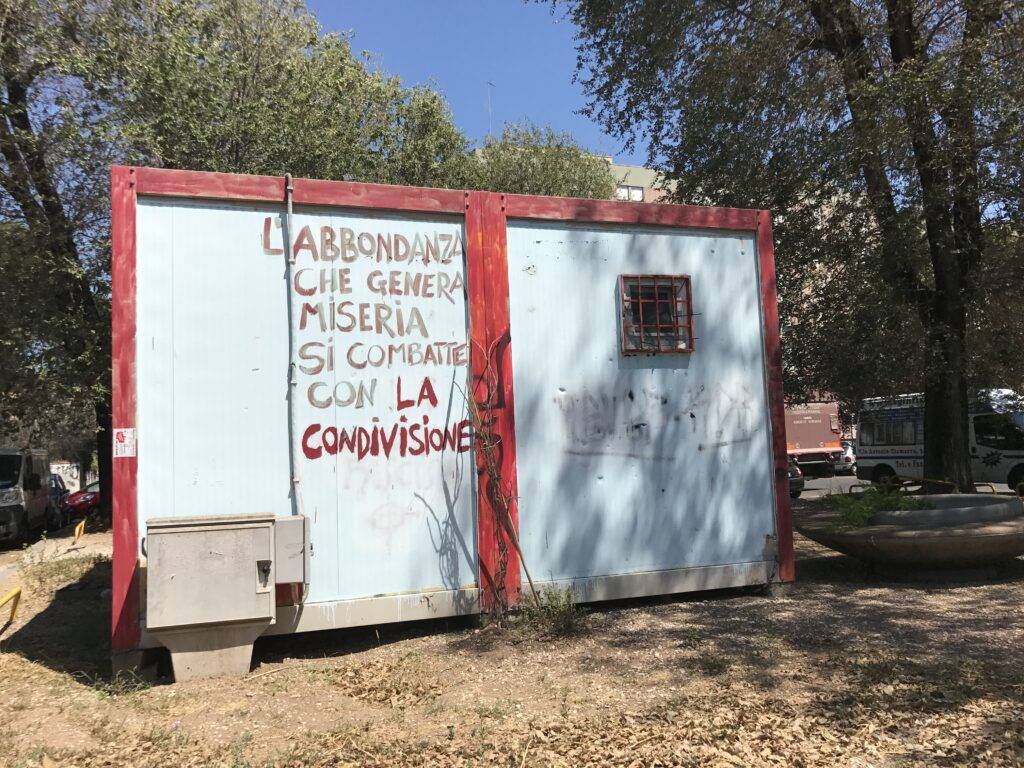 L'ABBONDANZA
CHE GENERA
MISERIA
SI COMBATTE
CON LA
CONDIVISIONE